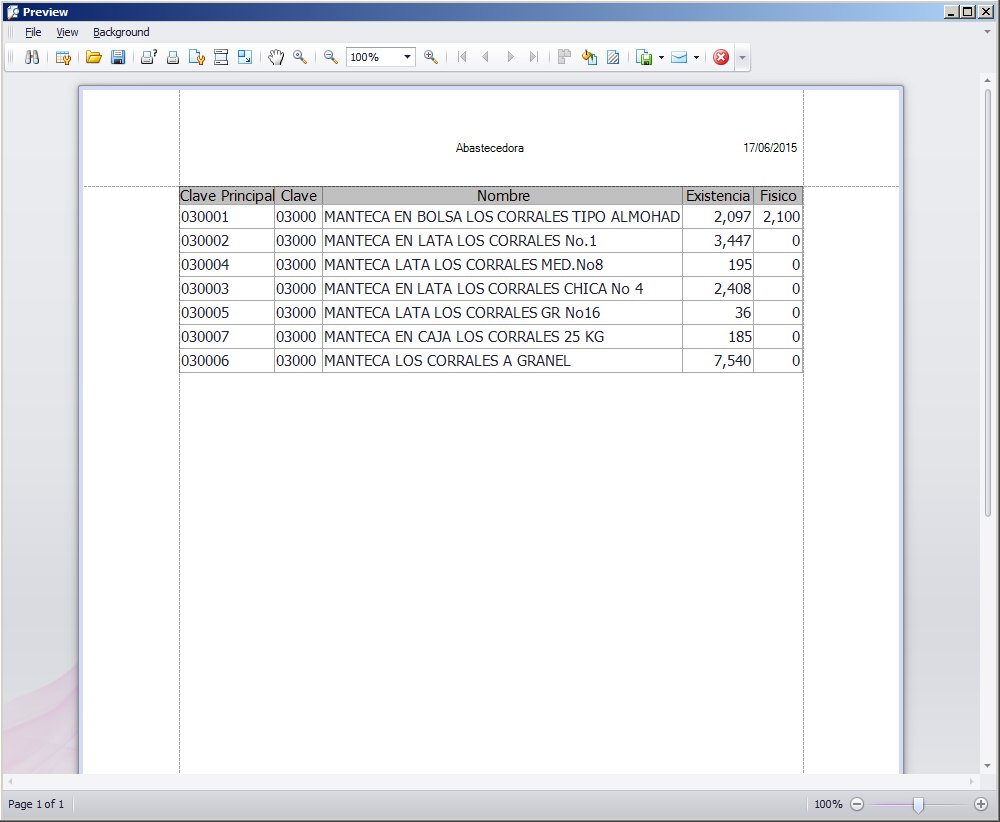 Preview
File View Background
100%
Abastecedora 17/06/2015
Clave Principal Clave Nombre Existencia Fisico
030001 03000 MANTECA EN BOLSA LOS CORRALES TIPO ALMOHAD 2,097 2,100
030002 03000 MANTECA EN LATA LOS CORRALES No.1 3,447 0
030004 03000 MANTECA LATA LOS CORRALES MED.No8 195 0
030003 03000 MANTECA EN LATA LOS CORRALES CHICA No 4 2,408 0
030005 03000 MANTECA LATA LOS CORRALES GR No16 36 0
030007 03000 MANTECA EN CAJA LOS CORRALES 25 KG 185 0
030006 03000 MANTECA LOS CORRALES A GRANEL 7,540 0
Page 1 of 1 100%